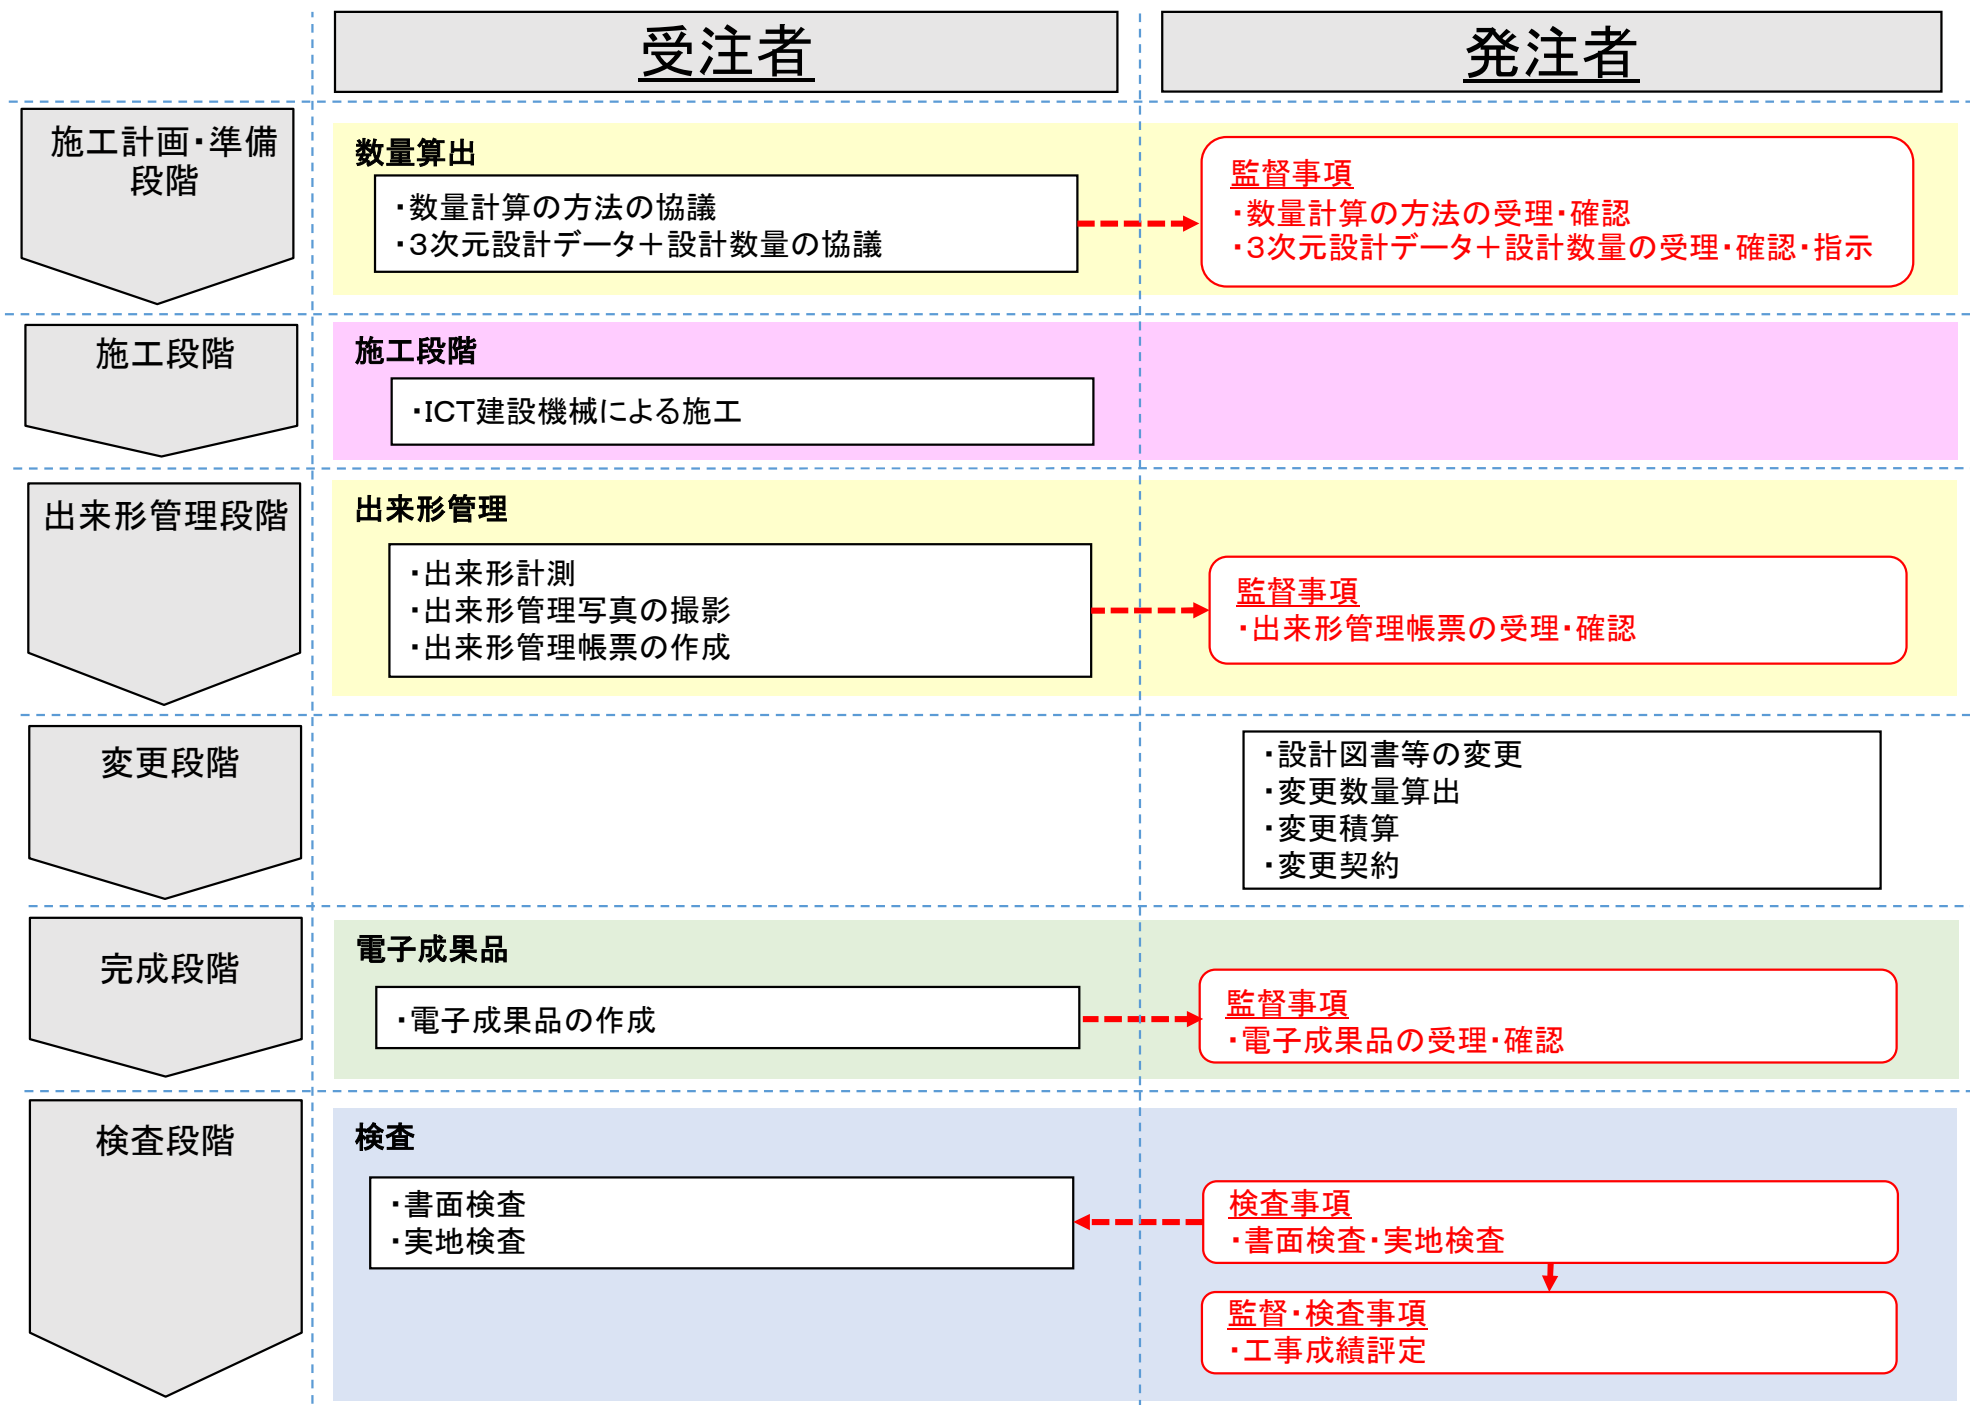 受注者
発注者
施工計画・準備
段階
数量算出
・数量計算の方法の協議
・３次元設計データ＋設計数量の協議
監督事項
・数量計算の方法の受理・確認
・３次元設計データ＋設計数量の受理・確認・指示
施工段階
施工段階
・ICT建設機械による施工
出来形管理段階
出来形管理
・出来形計測
・出来形管理写真の撮影
・出来形管理帳票の作成
監督事項
・出来形管理帳票の受理・確認
変更段階
・設計図書等の変更
・変更数量算出
・変更積算
・変更契約
完成段階
電子成果品
・電子成果品の作成
監督事項
・電子成果品の受理・確認
検査段階
検査
・書面検査
・実地検査
検査事項
・書面検査・実地検査
監督・検査事項
・工事成績評定